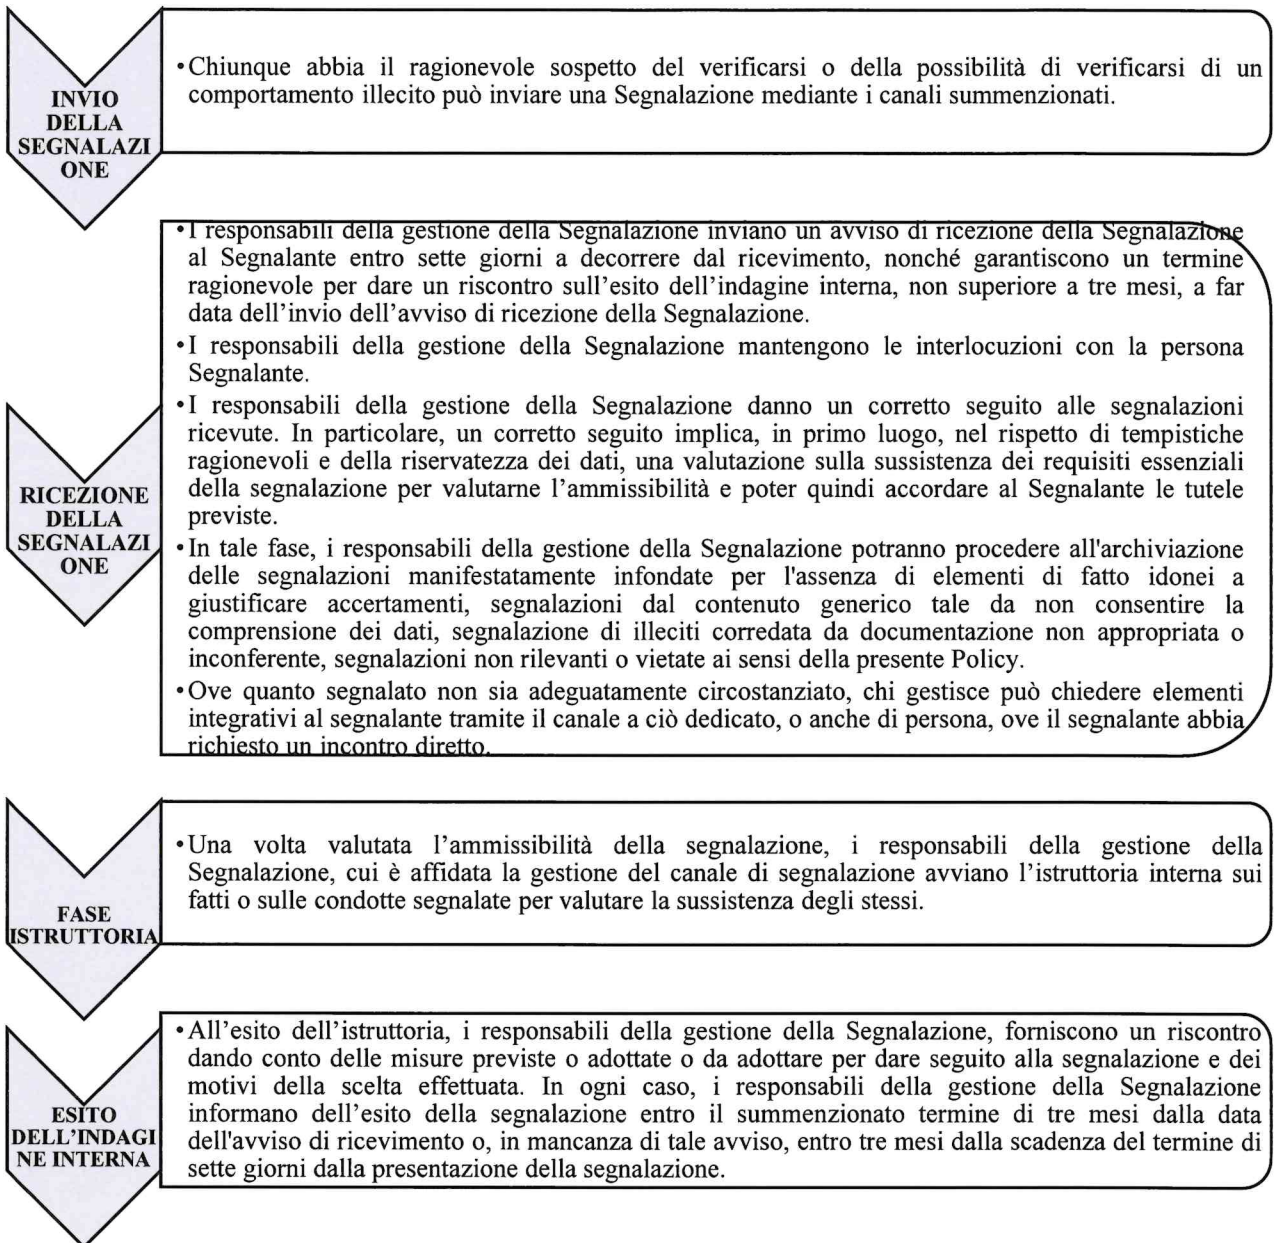 INVIO
DELLA
SEGNALAZI
ONE
•Chiunque abbia il ragionevole sospetto del verificarsi o della possibilità di verificarsi di un
comportamento illecito può inviare una Segnalazione mediante i canali summenzionati.
RICEZIONE
DELLA
SEGNALAZI
ONE
•I responsabili della gestione della Segnalazione inviano un avviso di ricezione della Segnalazione
al Segnalante entro sette giorni a decorrere dal ricevimento, nonché garantiscono un termine
ragionevole per dare un riscontro sull’esito dell’indagine interna, non superiore a tre mesi, a far
data dell’invio dell’avviso di ricezione della Segnalazione.
•I responsabili della gestione della Segnalazione mantengono le interlocuzioni con la persona
Segnalante.
•I responsabili della gestione della Segnalazione danno un corretto seguito alle segnalazioni
ricevute. In particolare, un corretto seguito implica, in primo luogo, nel rispetto di tempistiche
ragionevoli e della riservatezza dei dati, una valutazione sulla sussistenza dei requisiti essenziali
della segnalazione per valutarne l’ammissibilità e poter quindi accordare al Segnalante le tutele
previste.
•In tale fase, i responsabili della gestione della Segnalazione potranno procedere all'archiviazione
delle segnalazioni manifestatamente infondate per l'assenza di elementi di fatto idonei a
giustificare accertamenti, segnalazioni dal contenuto generico tale da non consentire la
comprensione dei dati, segnalazione di illeciti corredata da documentazione non appropriata o
inconferente, segnalazioni non rilevanti o vietate ai sensi della presente Policy.
•Ove quanto segnalato non sia adeguatamente circostanziato, chi gestisce può chiedere elementi
integrativi al segnalante tramite il canale a ciò dedicato, o anche di persona, ove il segnalante abbia
richiesto un incontro diretto.
FASE
ISTRUTTORIA
•Una volta valutata l’ammissibilità della segnalazione, i responsabili della gestione della
Segnalazione, cui è affidata la gestione del canale di segnalazione avviano l’istruttoria interna sui
fatti o sulle condotte segnalate per valutare la sussistenza degli stessi.
ESITO
DELL’INDAGI
NE INTERNA
•All’esito dell’istruttoria, i responsabili della gestione della Segnalazione, forniscono un riscontro
dando conto delle misure previste o adottate o da adottare per dare seguito alla segnalazione e dei
motivi della scelta effettuata. In ogni caso, i responsabili della gestione della Segnalazione
informano dell’esito della segnalazione entro il summenzionato termine di tre mesi dalla data
dell'avviso di ricevimento o, in mancanza di tale avviso, entro tre mesi dalla scadenza del termine di
sette giorni dalla presentazione della segnalazione.